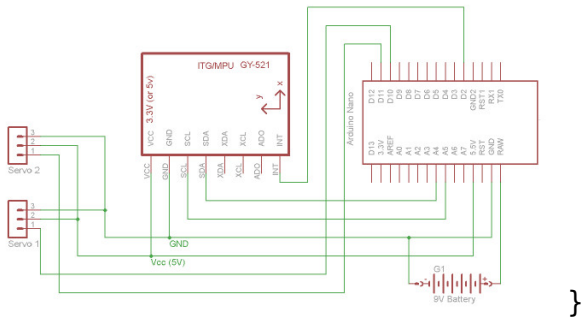 ITG/MPU GY-521
3.3V (or 5v)
x
y
VCC GND SCL SDA XDA XCL ADO INT
VCC GND SCL SDA XDA XCL ADO INT
Arduino Nano
D12 D11 D10 D9 D8 D7 D6 D5 D4 D3 D2 GND2 RST1 RX1 TX0
D13 3.3V AREF A0 A1 A2 A3 A4 A5 A6 A7 5.5V RST GND RAW
3
2
1
Servo 2
3
2
1
Servo 1
GND
Vcc (5V)
G1
- +
9V Battery
}